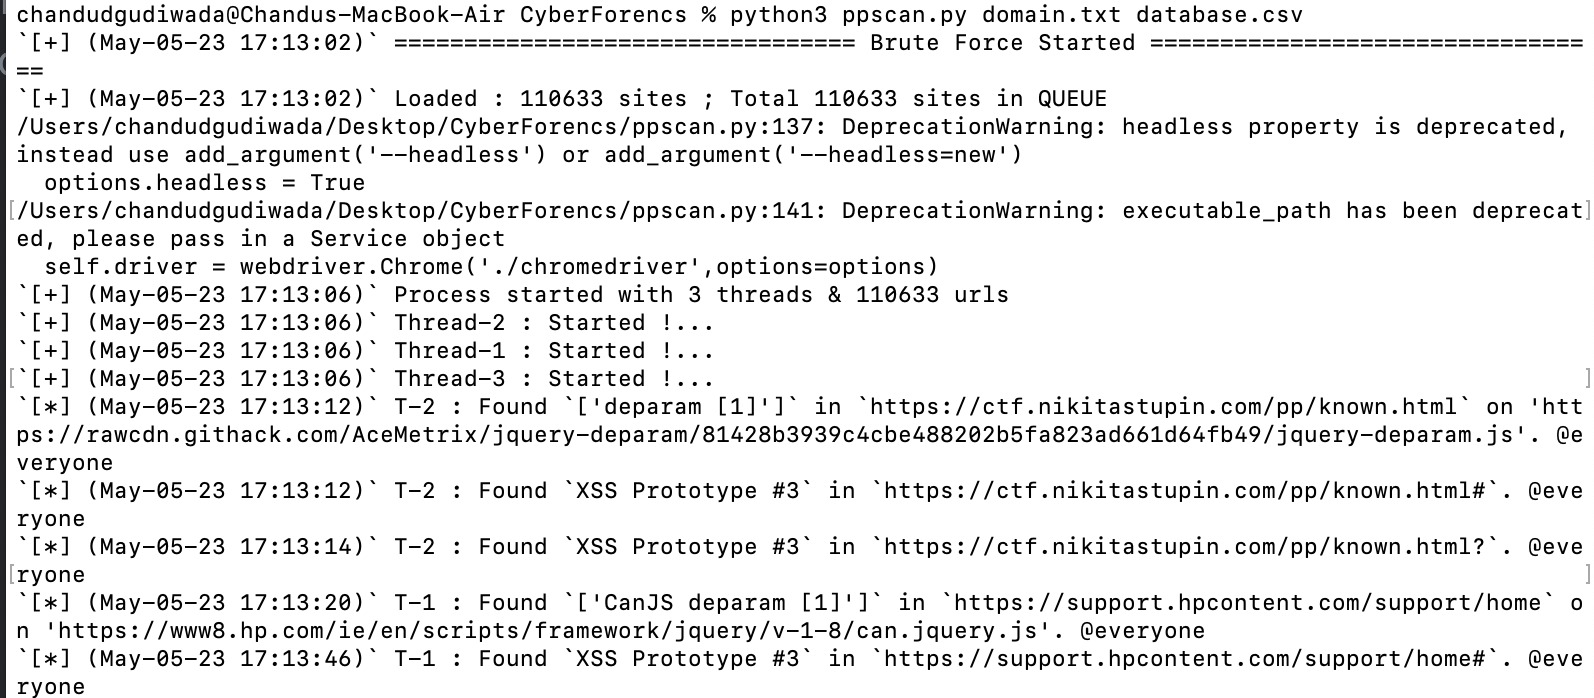 chandudgudiwada@Chandus-MacBook-Air CyberForencs % python3 ppscan.py domain.txt database.csv
`[+] (May-05-23 17:13:02)` ================================= Brute Force Started ===============================
==
`[+] (May-05-23 17:13:02)` Loaded : 110633 sites ; Total 110633 sites in QUEUE
/Users/chandudgudiwada/Desktop/CyberForencs/ppscan.py:137: DeprecationWarning: headless property is deprecated,
instead use add_argument('--headless') or add_argument('--headless=new')
  options.headless = True
[/Users/chandudgudiwada/Desktop/CyberForencs/ppscan.py:141: DeprecationWarning: executable_path has been deprecat]
ed, please pass in a Service object
  self.driver = webdriver.Chrome('./chromedriver',options=options)
`[+] (May-05-23 17:13:06)` Process started with 3 threads & 110633 urls
`[+] (May-05-23 17:13:06)` Thread-2 : Started !...
`[+] (May-05-23 17:13:06)` Thread-1 : Started !...
[`[+] (May-05-23 17:13:06)` Thread-3 : Started !... ]
`[*] (May-05-23 17:13:12)` T-2 : Found `['deparam [1]']` in `https://ctf.nikitastupin.com/pp/known.html` on 'htt
ps://rawcdn.githack.com/AceMetrix/jquery-deparam/81428b3939c4cbe488202b5fa823ad661d64fb49/jquery-deparam.js'. @e
veryone
`[*] (May-05-23 17:13:12)` T-2 : Found `XSS Prototype #3` in `https://ctf.nikitastupin.com/pp/known.html#`. @eve
ryone
`[*] (May-05-23 17:13:14)` T-2 : Found `XSS Prototype #3` in `https://ctf.nikitastupin.com/pp/known.html?`. @eve
[ryone ]
`[*] (May-05-23 17:13:20)` T-1 : Found `['CanJS deparam [1]']` in `https://support.hpcontent.com/support/home` o
n 'https://www8.hp.com/ie/en/scripts/framework/jquery/v-1-8/can.jquery.js'. @everyone
`[*] (May-05-23 17:13:46)` T-1 : Found `XSS Prototype #3` in `https://support.hpcontent.com/support/home#`. @eve
ryone